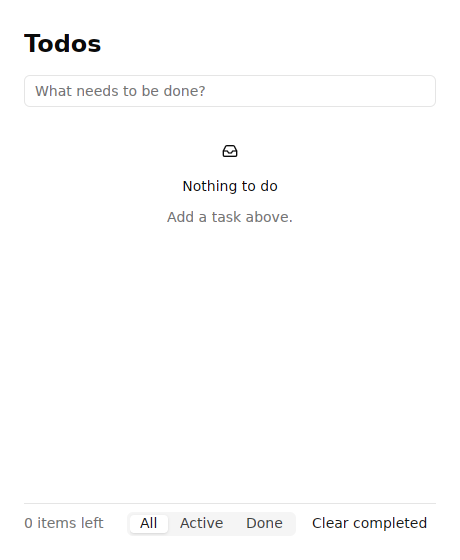 Todos
What needs to be done?
Nothing to do
Add a task above.
0 items left All Active Done Clear completed